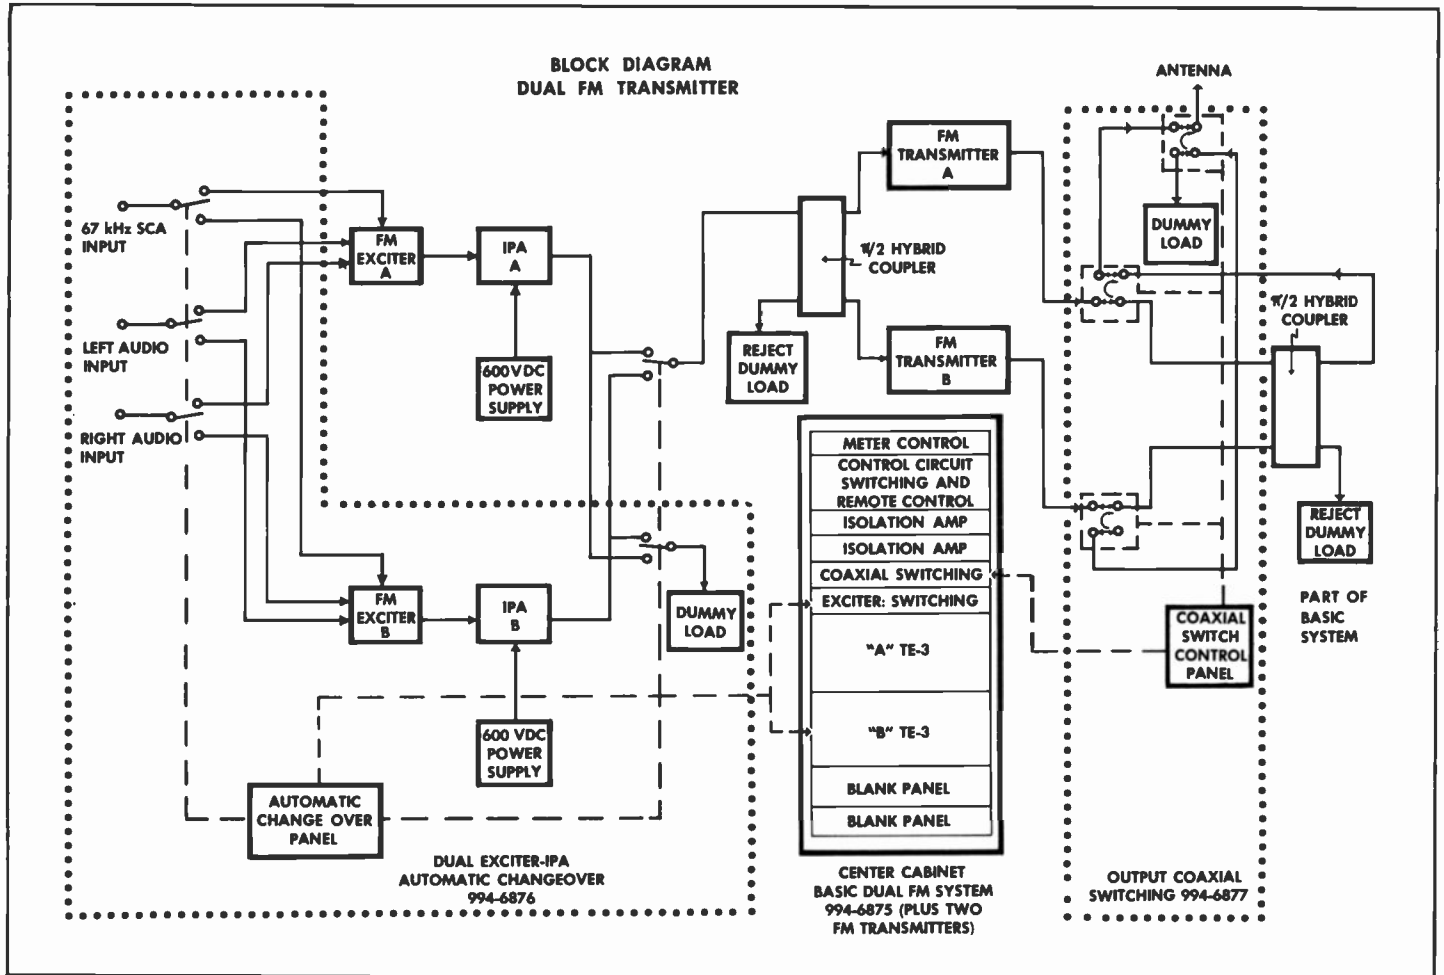 BLOCK DIAGRAM
DUAL FM TRANSMITTER
ANTENNA
67 kHz SCA
INPUT
LEFT AUDIO
INPUT
RIGHT AUDIO
INPUT
FM
EXCITER
A
IPA
A
600 VDC
POWER
SUPPLY
FM
EXCITER
B
IPA
B
600 VDC
POWER
SUPPLY
AUTOMATIC
CHANGE OVER
PANEL
DUAL EXCITER-IPA
AUTOMATIC CHANGEOVER
994-6876
DUMMY
LOAD
REJECT
DUMMY
LOAD
π/2 HYBRID
COUPLER
FM
TRANSMITTER
A
FM
TRANSMITTER
B
METER CONTROL
CONTROL CIRCUIT
SWITCHING AND
REMOTE CONTROL
ISOLATION AMP
ISOLATION AMP
COAXIAL SWITCHING
EXCITER: SWITCHING
"A" TE-3
"B" TE-3
BLANK PANEL
BLANK PANEL
CENTER CABINET
BASIC DUAL FM SYSTEM
994-6875 (PLUS TWO
FM TRANSMITTERS)
DUMMY
LOAD
π/2 HYBRID
COUPLER
REJECT
DUMMY
LOAD
PART OF
BASIC
SYSTEM
COAXIAL
SWITCH
CONTROL
PANEL
OUTPUT COAXIAL
SWITCHING 994-6877